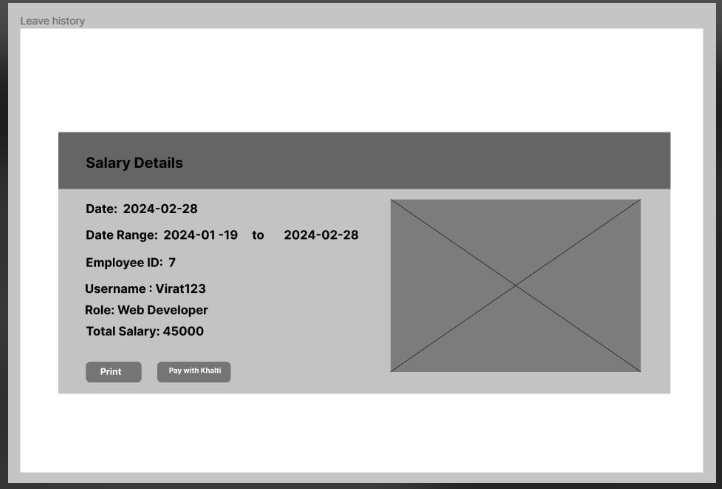 Leave history
Salary Details
Date: 2024-02-28
Date Range: 2024-01 -19 to 2024-02-28
Employee ID: 7
Username : Virat123
Role: Web Developer
Total Salary: 45000
Print Pay with Khalti